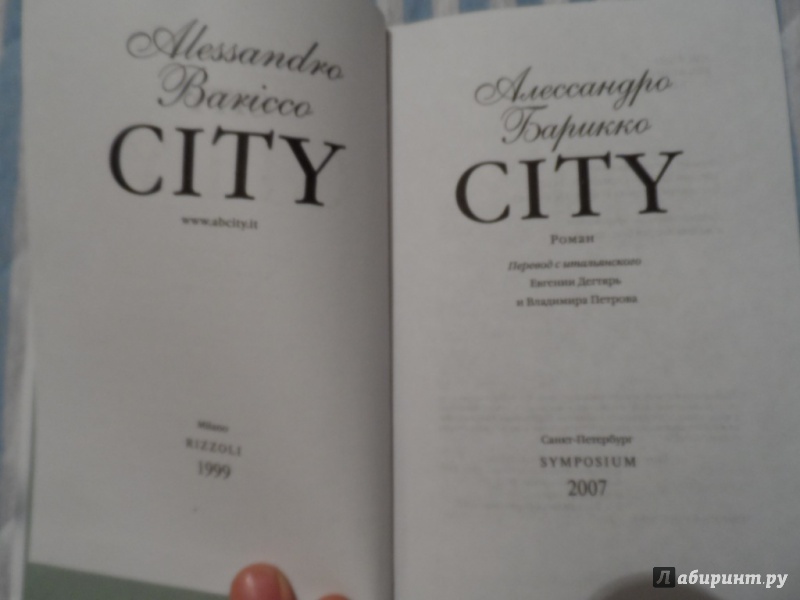 Alessandro
Baricco
CITY
www.abcity.it
Milano
RIZZOLI
1999
Алессандро
Барикко
CITY
Роман
Перевод с итальянского
Евгении Дегтярь
и Владимира Петрова
Санкт-Петербург
SYMPOSIUM
2007
Лабиринт.ру